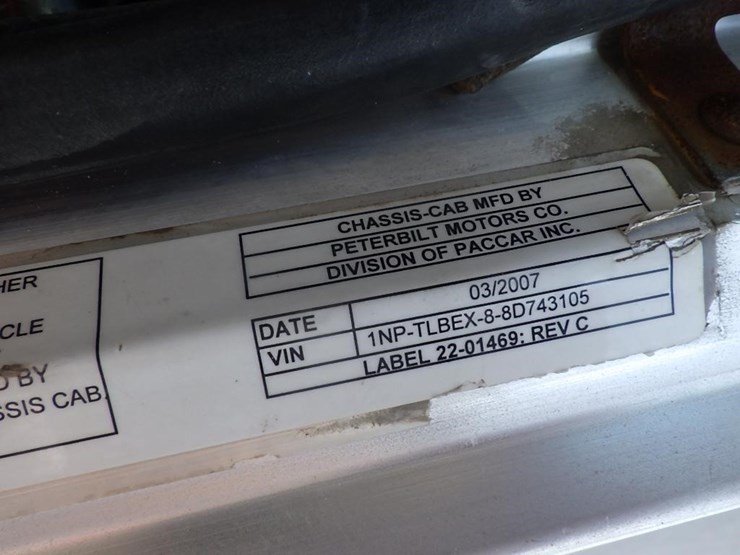 HER
CLE
D BY
SSIS CAB
CHASSIS-CAB MFD BY
PETERBILT MOTORS CO.
DIVISION OF PACCAR INC.
DATE 03/2007
VIN 1NP-TLBEX-8-8D743105
LABEL 22-01469: REV C